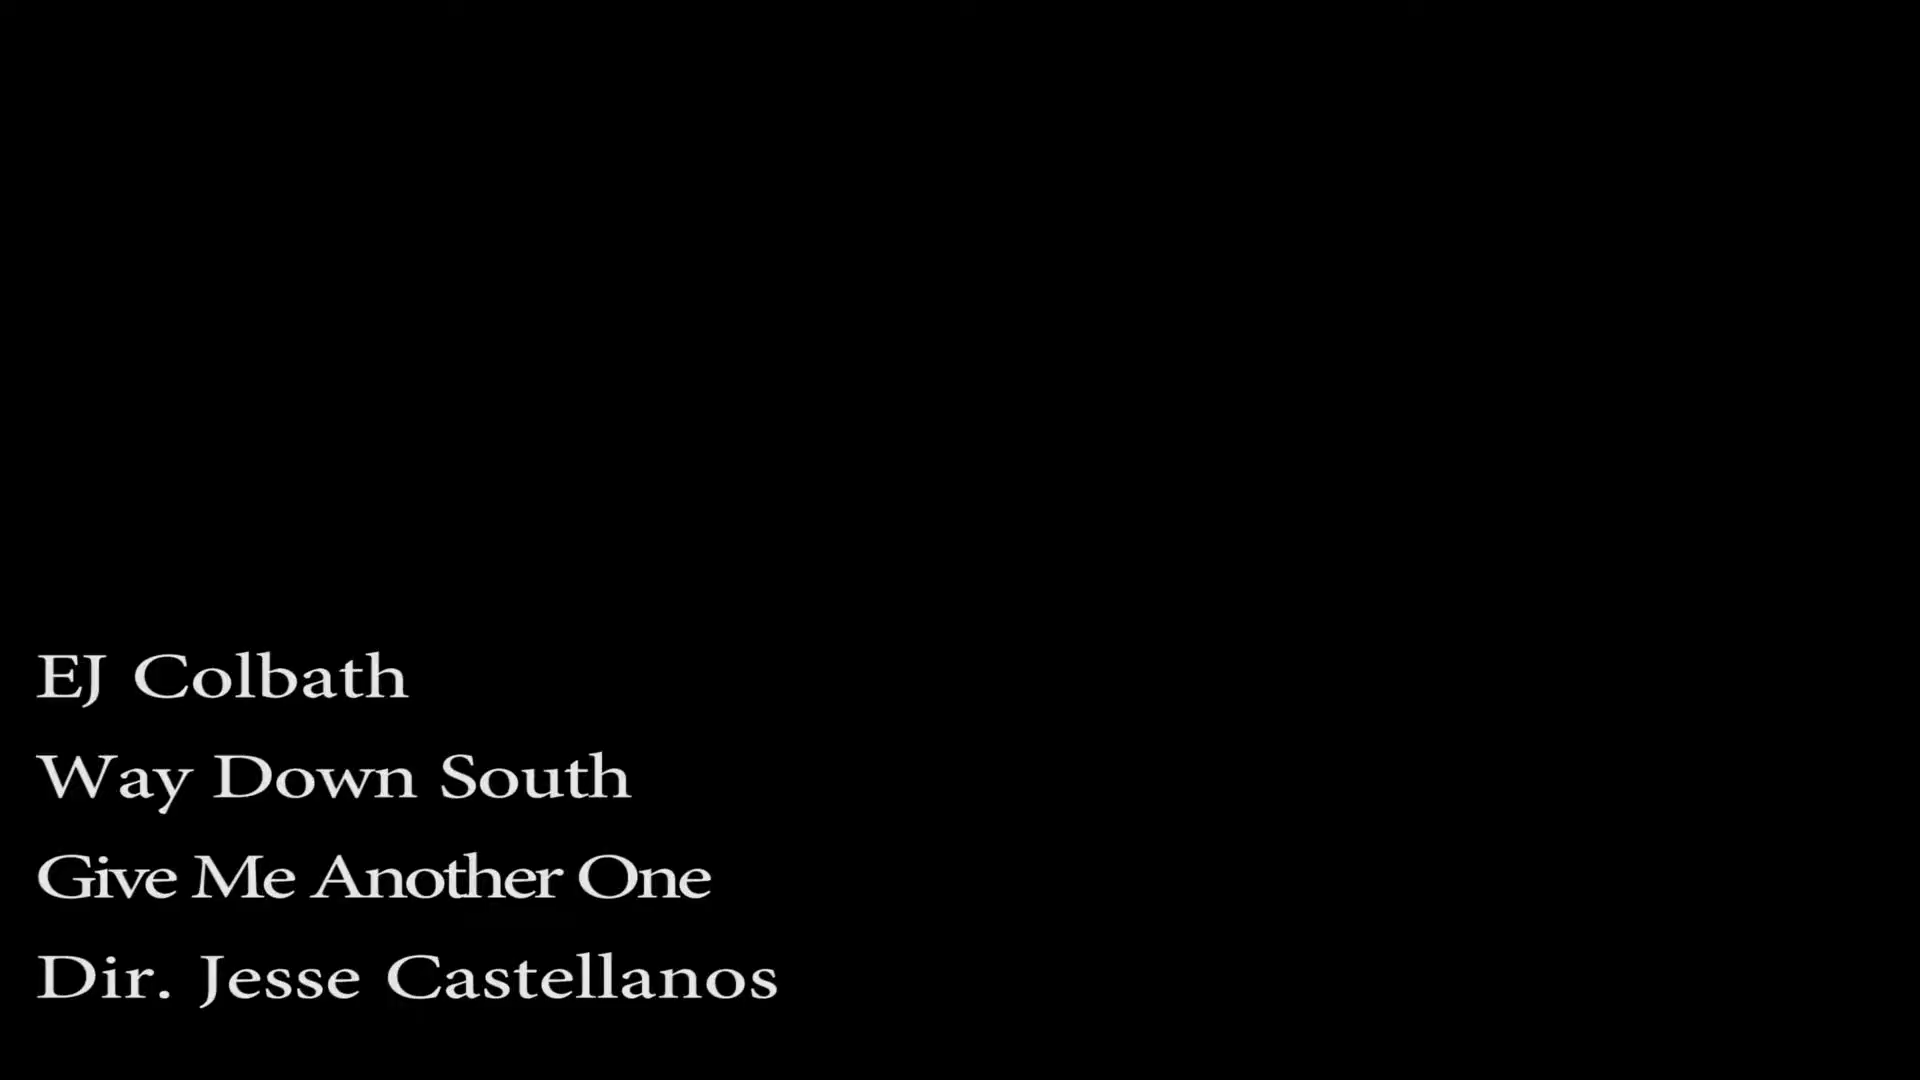 EJ Colbath
Way Down South
Give Me Another One
Dir. Jesse Castellanos